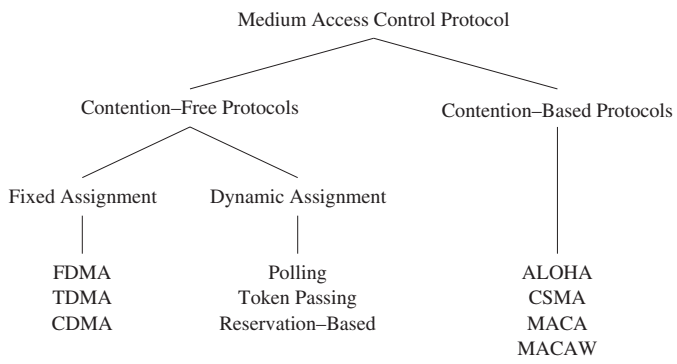 Medium Access Control Protocol
Contention–Free Protocols
Contention–Based Protocols
Fixed Assignment
Dynamic Assignment
FDMA
TDMA
CDMA
Polling
Token Passing
Reservation–Based
ALOHA
CSMA
MACA
MACAW